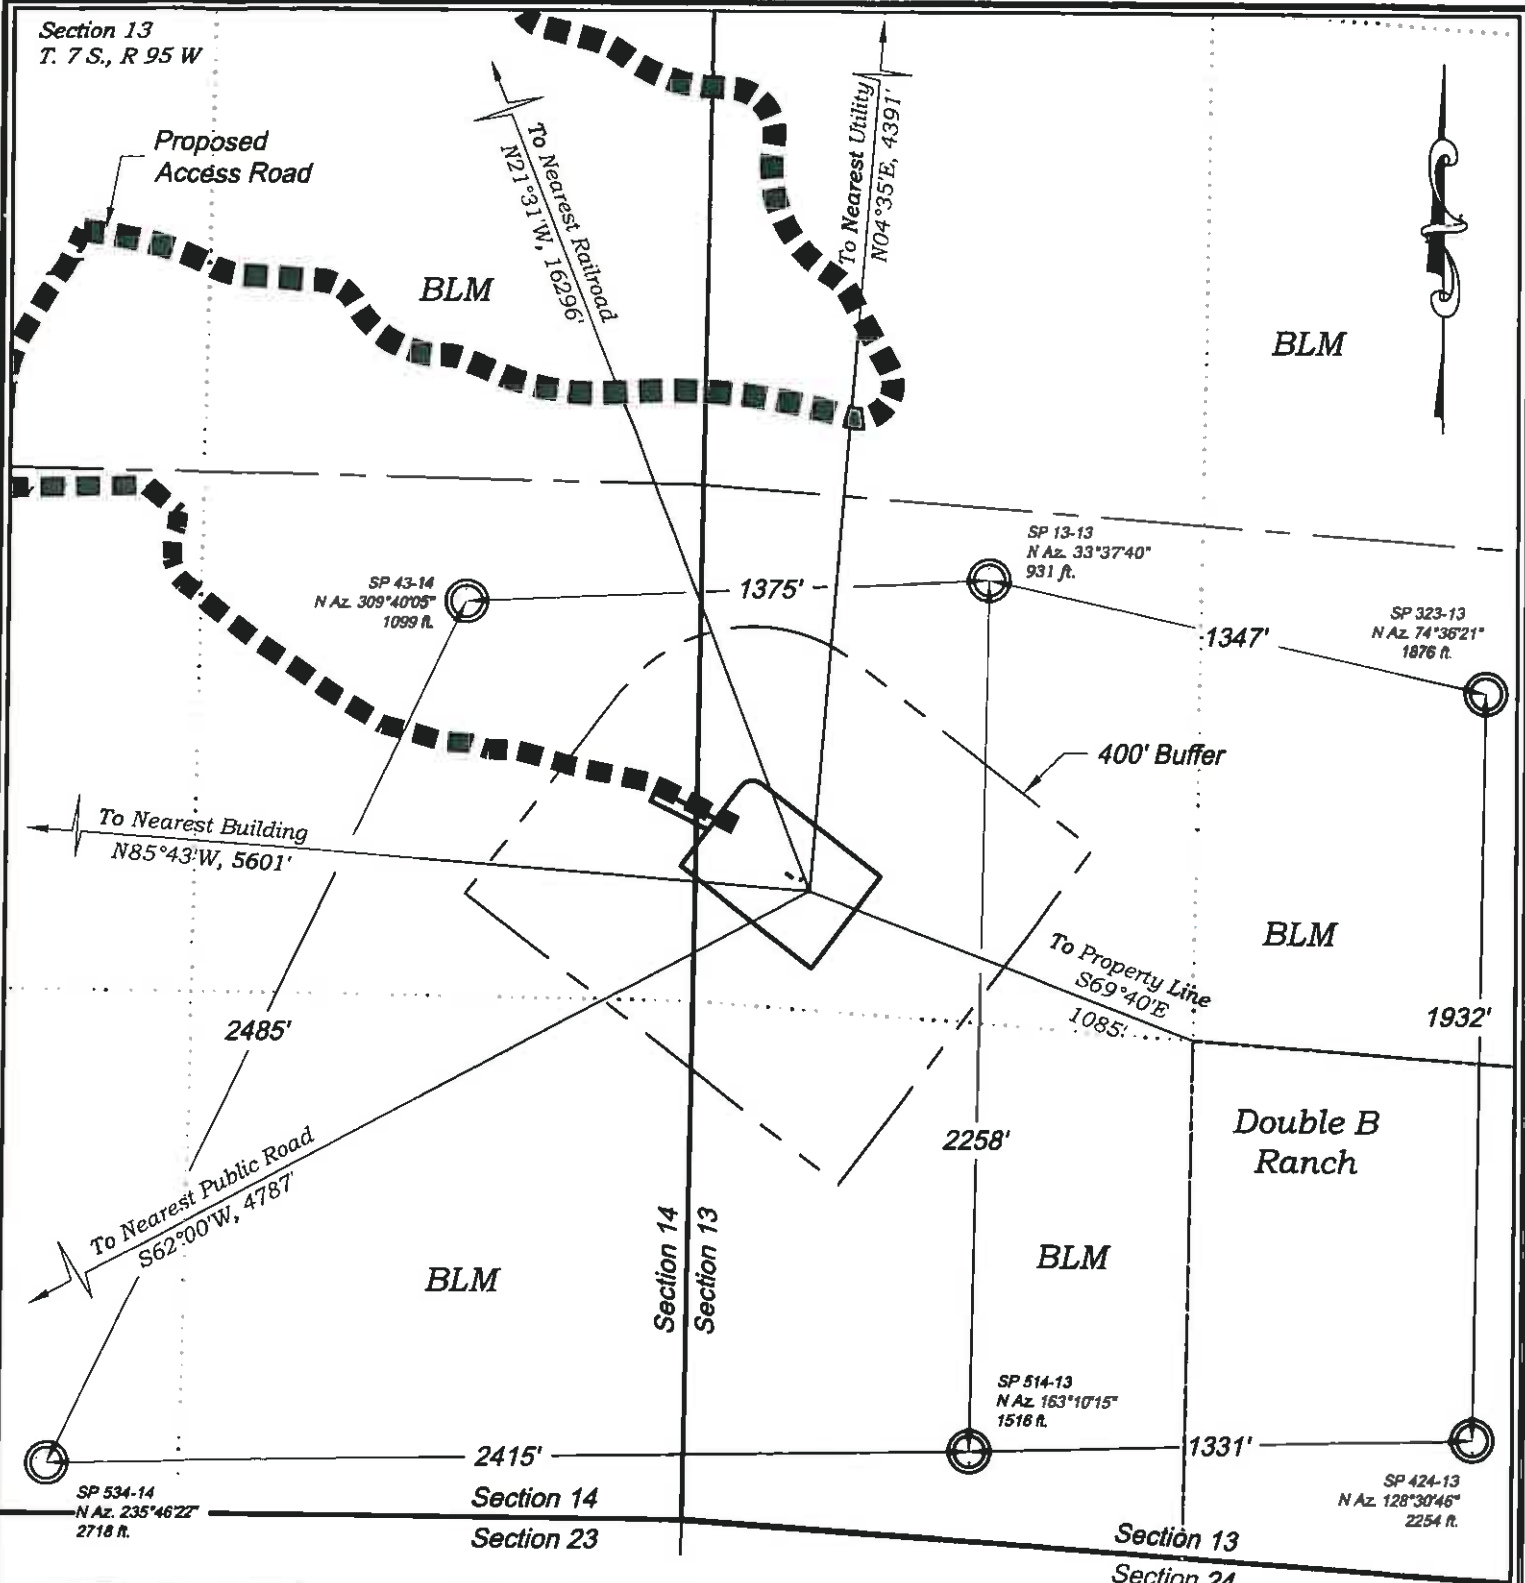 Section 13
T. 7 S., R 95 W
Proposed
Access Road
To Nearest Railroad
N21°31'W, 16296'
To Nearest Utility
N04°35'E, 4391'
BLM
BLM
SP 13-13
N Az. 33°37'40"
931 ft.
SP 43-14
N Az. 309°40'05"
1099 ft.
1375'
1347'
SP 323-13
N Az. 74°36'21"
1876 ft.
400' Buffer
To Nearest Building
N85°43'W, 5601'
BLM
To Property Line
S69°40'E
1085'
2485'
1932'
2258'
Double B
Ranch
To Nearest Public Road
S62°00'W, 4787'
Section 14
Section 13
BLM
BLM
SP 514-13
N Az. 163°10'15"
1516 ft.
2415'
1331'
SP 534-14
N Az. 235°46'22"
2718 ft.
SP 424-13
N Az. 128°30'46"
2254 ft.
Section 14
Section 23
Section 13
Section 24